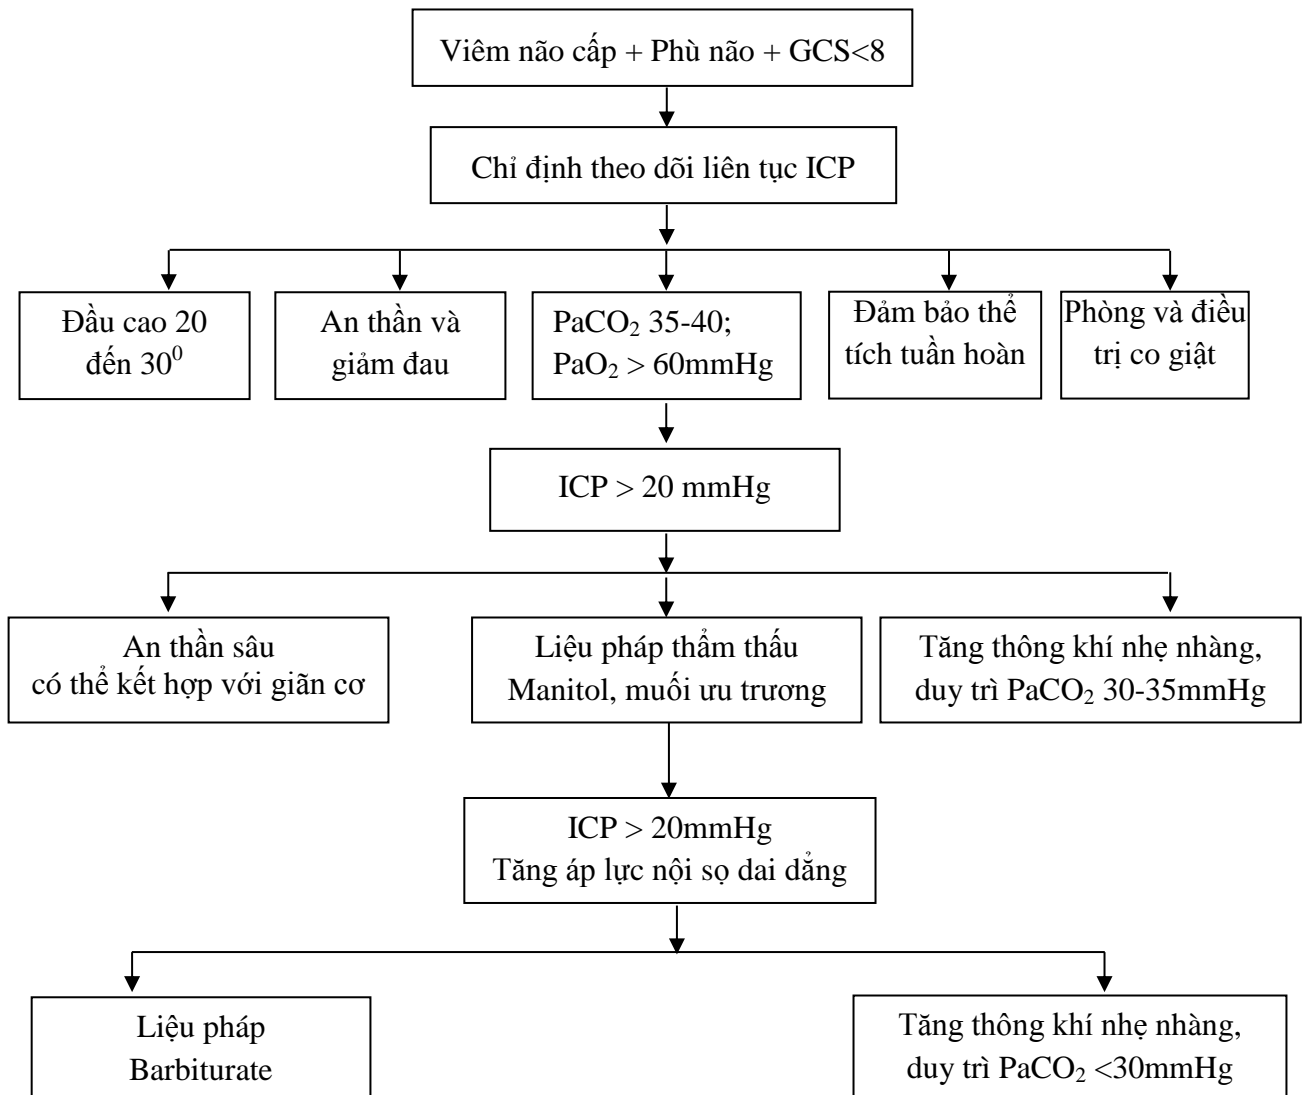 Viêm não cấp + Phù não + GCS<8
Chỉ định theo dõi liên tục ICP
Đầu cao 20
đến 30⁰
An thần và
giảm đau
PaCO₂ 35-40;
PaO₂ > 60mmHg
Đảm bảo thể
tích tuần hoàn
Phòng và điều
trị co giật
ICP > 20 mmHg
An thần sâu
có thể kết hợp với giãn cơ
Liệu pháp thẩm thấu
Manitol, muối ưu trương
Tăng thông khí nhẹ nhàng,
duy trì PaCO₂ 30-35mmHg
ICP > 20mmHg
Tăng áp lực nội sọ dai dẳng
Liệu pháp
Barbiturate
Tăng thông khí nhẹ nhàng,
duy trì PaCO₂ <30mmHg